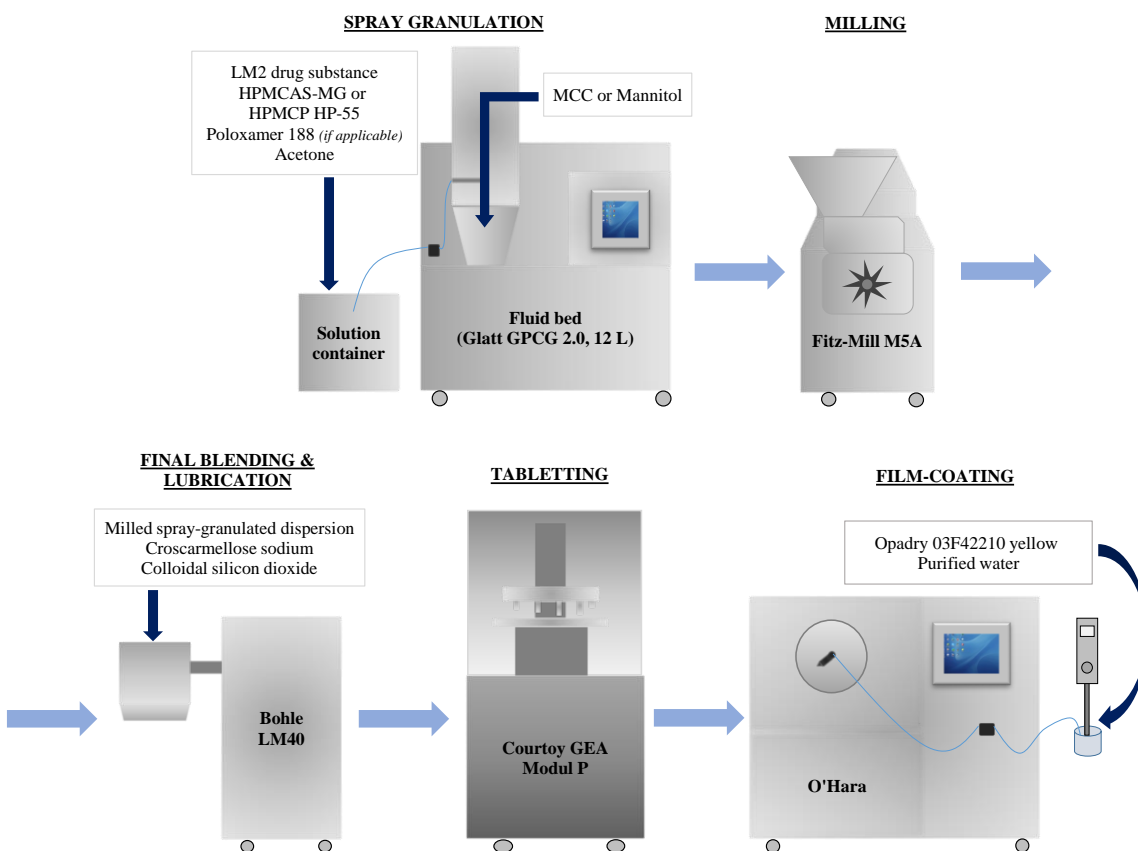 SPRAY GRANULATION
MILLING
LM2 drug substance
HPMCAS-MG or
HPMCP HP-55
Poloxamer 188 (if applicable)
Acetone
MCC or Mannitol
Solution
container
Fluid bed
(Glatt GPCG 2.0, 12 L)
Fitz-Mill M5A
FINAL BLENDING &
LUBRICATION
TABLETTING
FILM-COATING
Milled spray-granulated dispersion
Croscarmellose sodium
Colloidal silicon dioxide
Opadry 03F42210 yellow
Purified water
Bohle
LM40
Courtoy GEA
Modul P
O'Hara